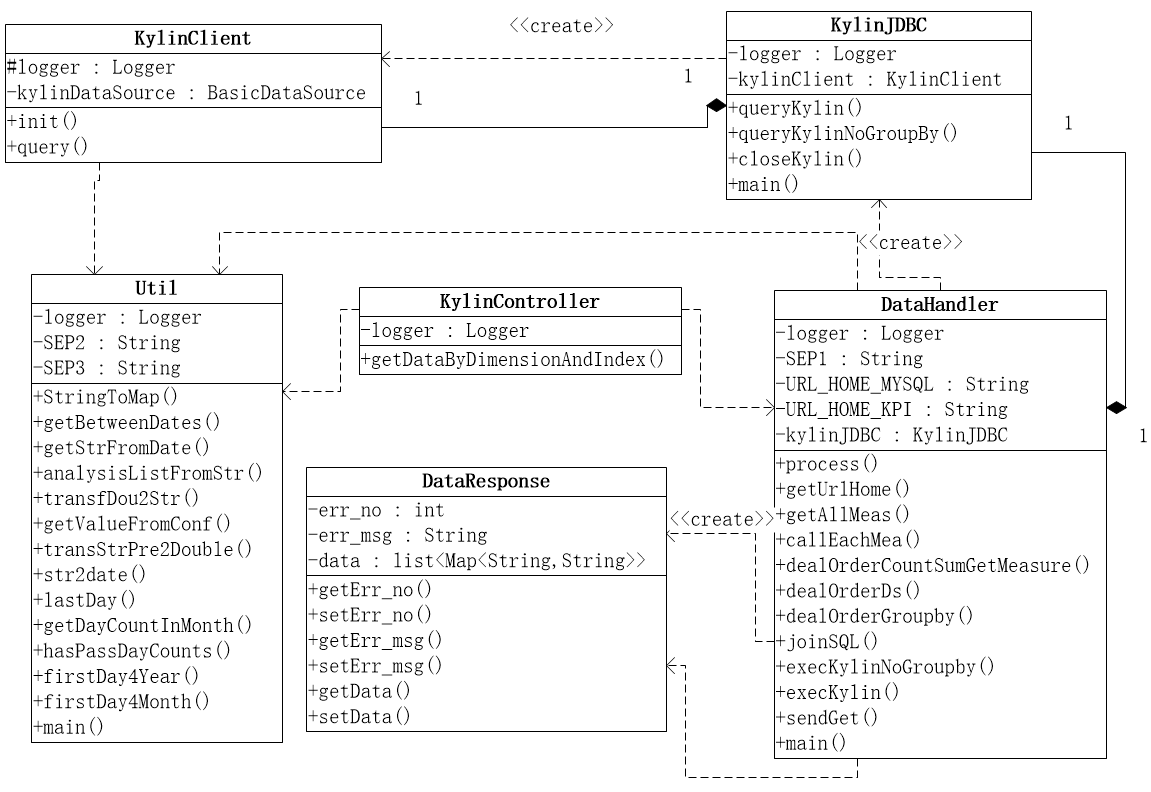 <<create>>
KylinClient
#logger : Logger
-kylinDataSource : BasicDataSource
+init()
+query()
1
1
KylinJDBC
-logger : Logger
-kylinClient : KylinClient
+queryKylin()
+queryKylinNoGroupBy()
+closeKylin()
+main()
1
<<create>>
Util
-logger : Logger
-SEP2 : String
-SEP3 : String
+StringToMap()
+getBetweenDates()
+getStrFromDate()
+analysisListFromStr()
+transfDou2Str()
+getValueFromConf()
+transStrPre2Double()
+str2date()
+lastDay()
+getDayCountInMonth()
+hasPassDayCounts()
+firstDay4Year()
+firstDay4Month()
+main()
KylinController
-logger : Logger
+getDataByDimensionAndIndex()
DataResponse
-err_no : int
-err_msg : String
-data : list<Map<String,String>>
+getErr_no()
+setErr_no()
+getErr_msg()
+setErr_msg()
+getData()
+setData()
<<create>>
DataHandler
-logger : Logger
-SEP1 : String
-URL_HOME_MYSQL : String
-URL_HOME_KPI : String
-kylinJDBC : KylinJDBC
+process()
+getUrlHome()
+getAllMeas()
+callEachMea()
+dealOrderCountSumGetMeasure()
+dealOrderDs()
+dealOrderGroupby()
+joinSQL()
+execKylinNoGroupby()
+execKylin()
+sendGet()
+main()
1